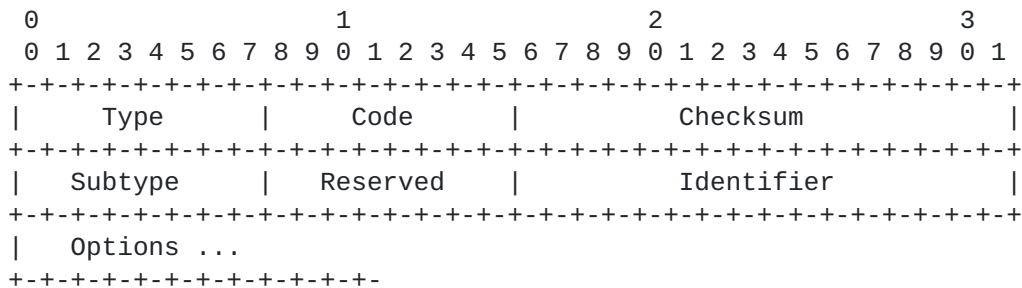 0                   1                   2                   3
 0 1 2 3 4 5 6 7 8 9 0 1 2 3 4 5 6 7 8 9 0 1 2 3 4 5 6 7 8 9 0 1
+-+-+-+-+-+-+-+-+-+-+-+-+-+-+-+-+-+-+-+-+-+-+-+-+-+-+-+-+-+-+-+-+
|     Type      |     Code      |          Checksum             |
+-+-+-+-+-+-+-+-+-+-+-+-+-+-+-+-+-+-+-+-+-+-+-+-+-+-+-+-+-+-+-+-+
|   Subtype     |   Reserved    |          Identifier           |
+-+-+-+-+-+-+-+-+-+-+-+-+-+-+-+-+-+-+-+-+-+-+-+-+-+-+-+-+-+-+-+-+
|   Options ...
+-+-+-+-+-+-+-+-+-+-+-+-